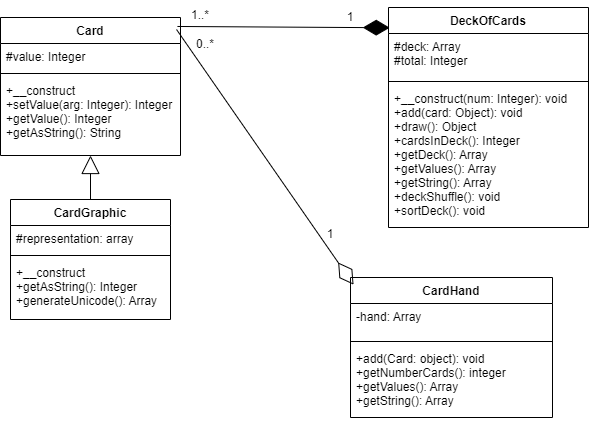 Card
#value: Integer
+__construct
+setValue(arg: Integer): Integer
+getValue(): Integer
+getAsString(): String
1..*
1
0..*
DeckOfCards
#deck: Array
#total: Integer
+__construct(num: Integer): void
+add(card: Object): void
+draw(): Object
+cardsInDeck(): Integer
+getDeck(): Array
+getValues(): Array
+getString(): Array
+deckShuffle(): void
+sortDeck(): void
CardGraphic
#representation: array
+__construct
+getAsString(): Integer
+generateUnicode(): Array
1
CardHand
-hand: Array
+add(Card: object): void
+getNumberCards(): integer
+getValues(): Array
+getString(): Array